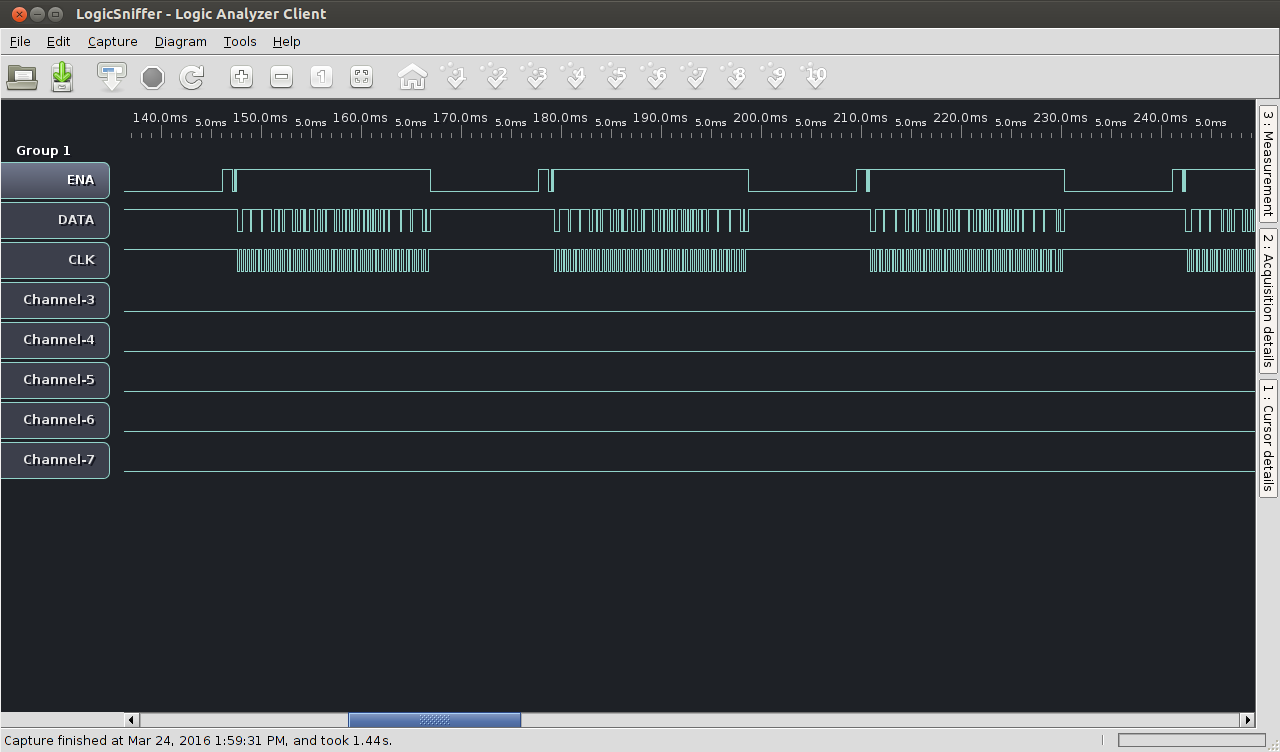 LogicSniffer - Logic Analyzer Client
File Edit Capture Diagram Tools Help
1 1 2 3 4 5 6 7 8 9 10
140.0ms 5.0ms 150.0ms 5.0ms 160.0ms 5.0ms 170.0ms 5.0ms 180.0ms 5.0ms 190.0ms 5.0ms 200.0ms 5.0ms 210.0ms 5.0ms 220.0ms 5.0ms 230.0ms 5.0ms 240.0ms 5.0ms
Group 1
ENA
DATA
CLK
Channel-3
Channel-4
Channel-5
Channel-6
Channel-7
3 : Measurement
2 : Acquisition details
1 : Cursor details
Capture finished at Mar 24, 2016 1:59:31 PM, and took 1.44s.